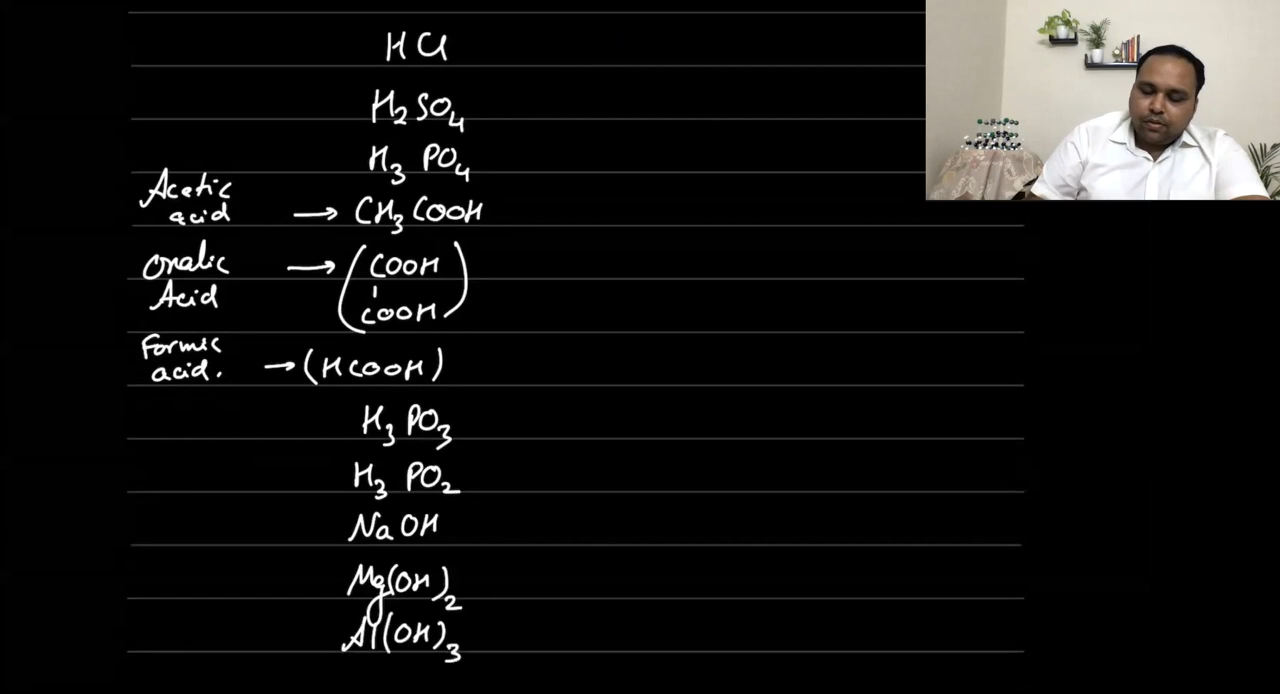 HCl
H₂SO₄
H₃ PO₄
Acetic acid → CH₃COOH
Oxalic Acid → (COOH
COOH)
Formic acid. → (HCOOH)
H₃ PO₃
H₃ PO₂
NaOH
Mg(OH)₂
Al(OH)₃